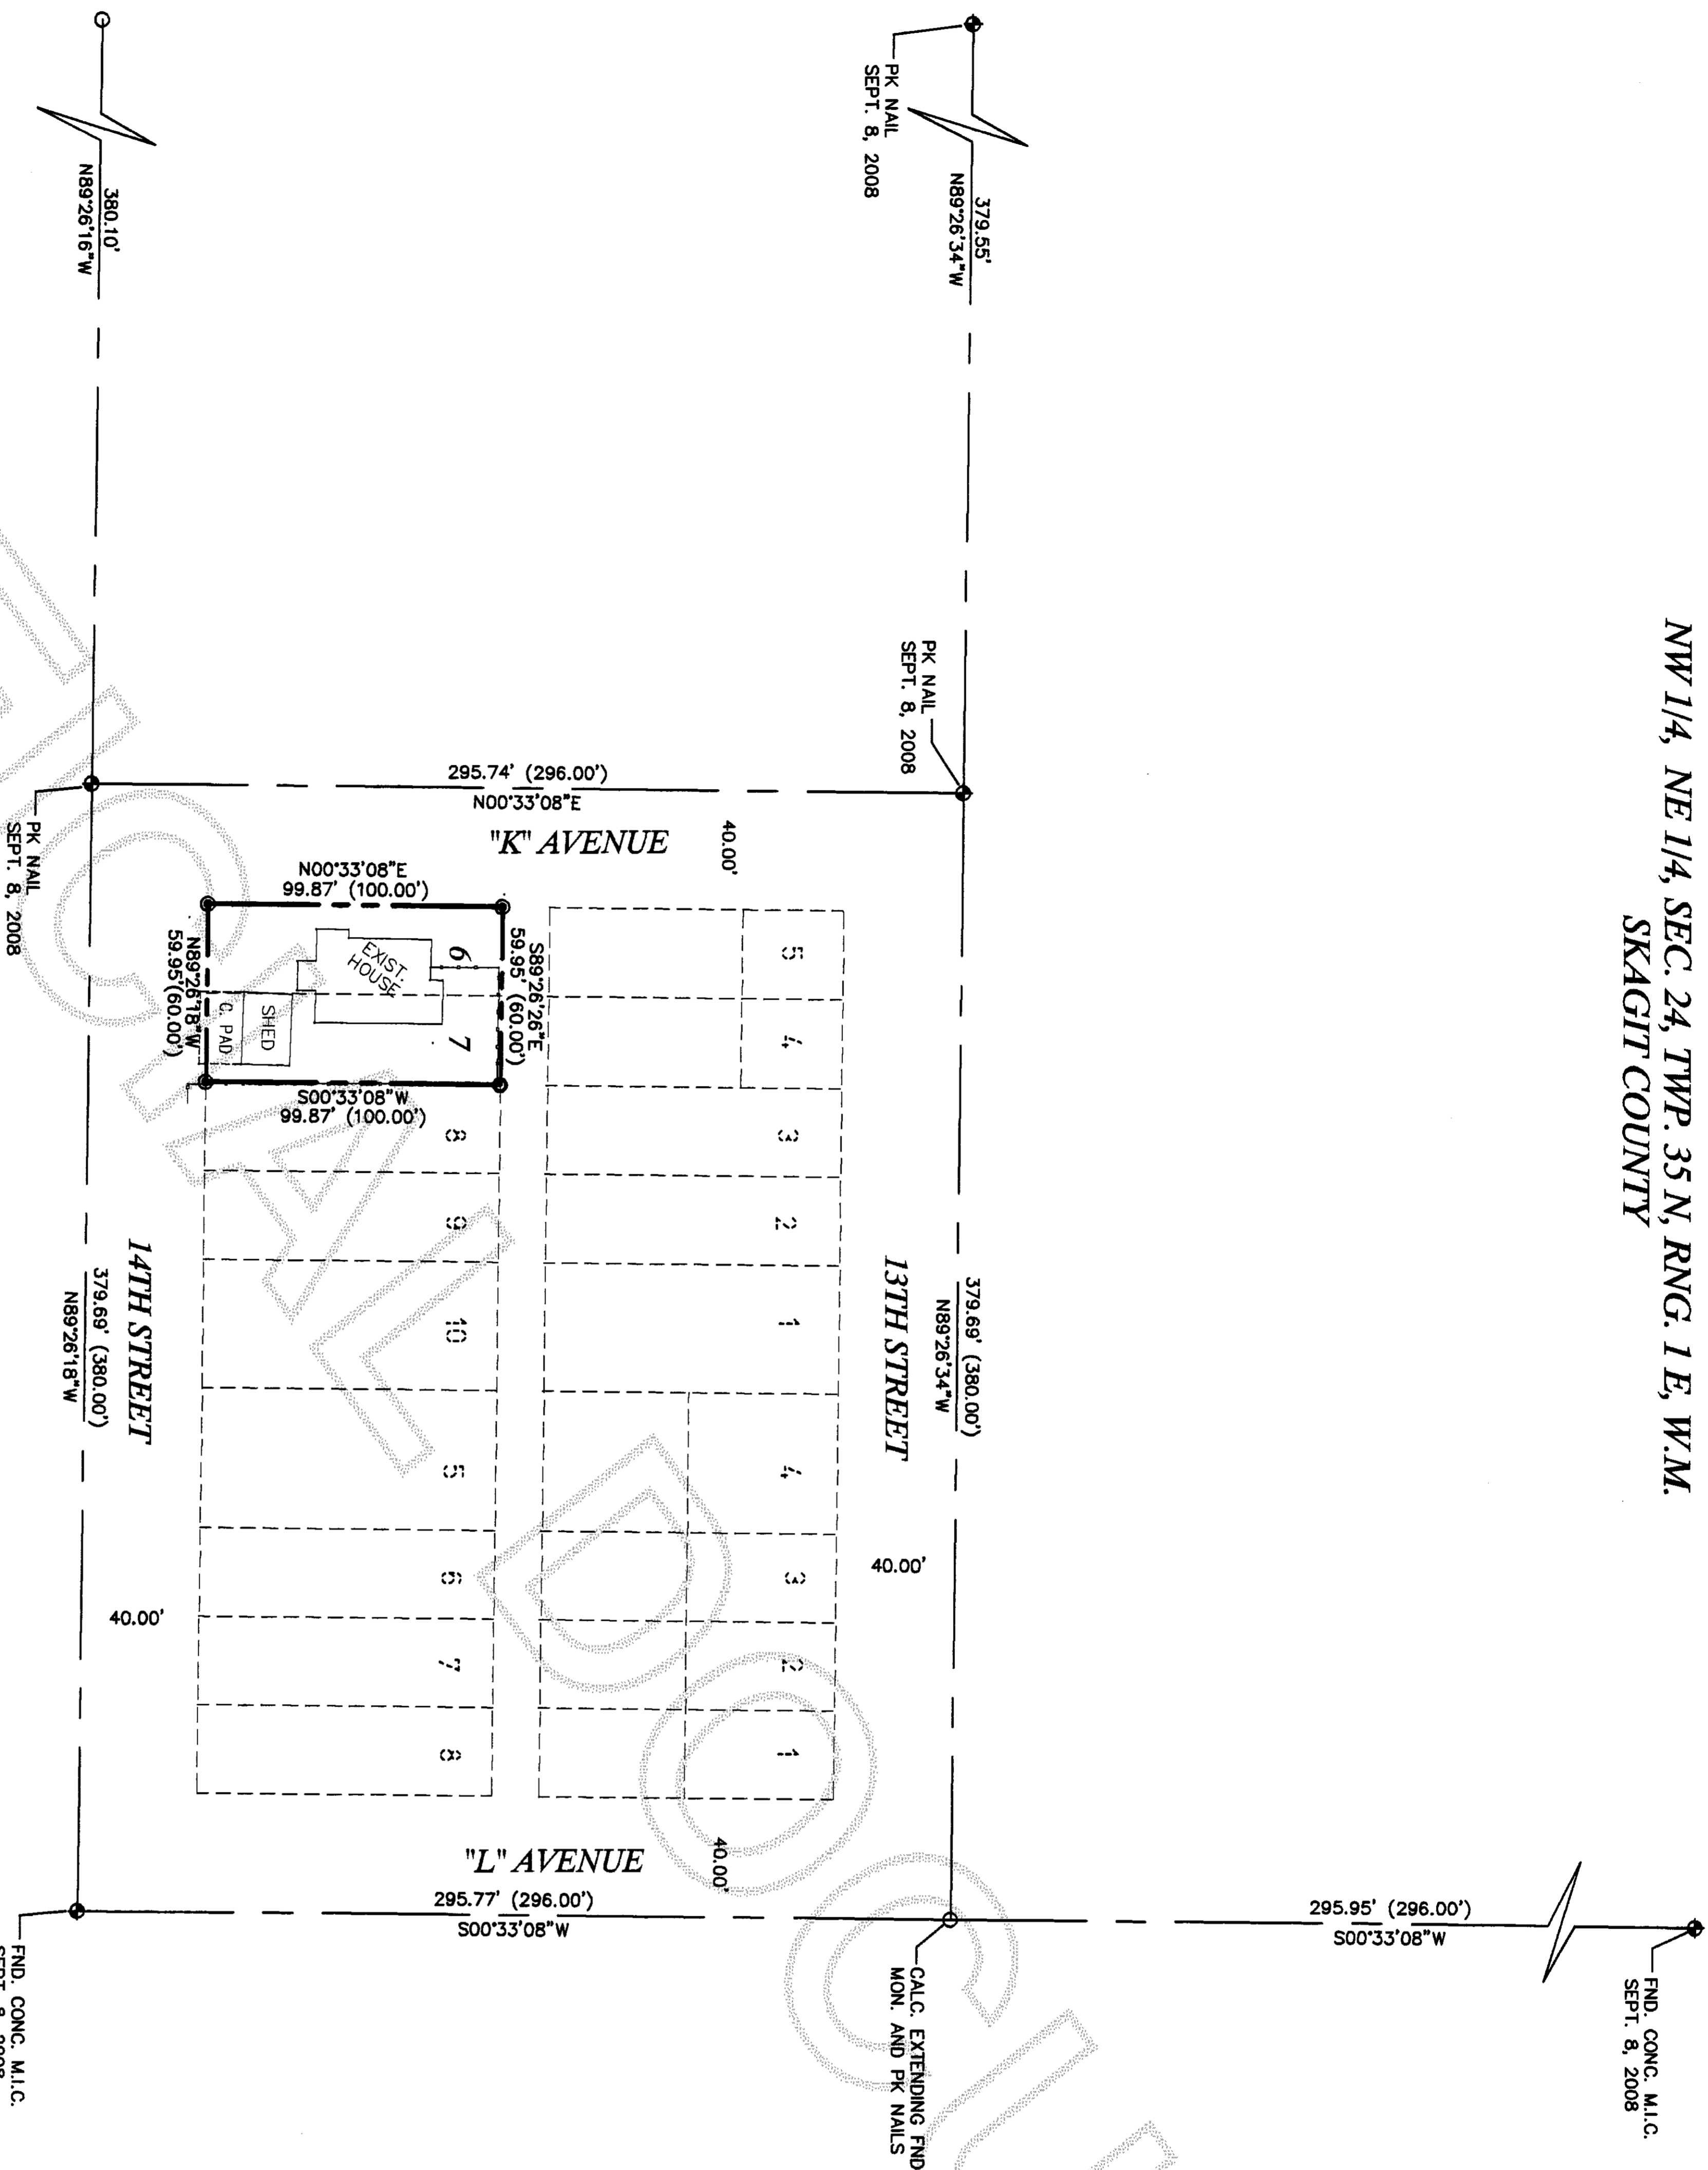 NW 1/4, NE 1/4, SEC. 24, TWP. 35 N, RNG. 1 E, W.M.
SKAGIT COUNTY
FND. CONC. M.I.C.
SEPT. 8, 2008
295.95' (296.00')
S00°33'08"W
PK NAIL
SEPT. 8, 2008
379.55'
N89°26'34"W
PK NAIL
SEPT. 8, 2008
379.69' (380.00')
N89°26'34"W
CALC. EXTENDING FND
MON. AND PK NAILS
13TH STREET
40.00'
295.74' (296.00')
N00°33'08"E
"K" AVENUE
40.00'
5
4
3
2
1
4
3
2
1
40.00'
"L" AVENUE
295.77' (296.00')
S00°33'08"W
N00°33'08"E
99.87' (100.00')
S89°26'26"E
59.95' (60.00')
6
EXIST.
HOUSE
7
SHED
C. PAD
N89°26'18"W
59.95'(60.00')
S00°33'08"W
99.87' (100.00')
8
9
10
5
6
7
8
14TH STREET
40.00'
380.10'
N89°26'16"W
PK NAIL
SEPT. 8, 2008
379.69' (380.00')
N89°26'18"W
FND. CONC. M.I.C.
SEPT. 8, 2008